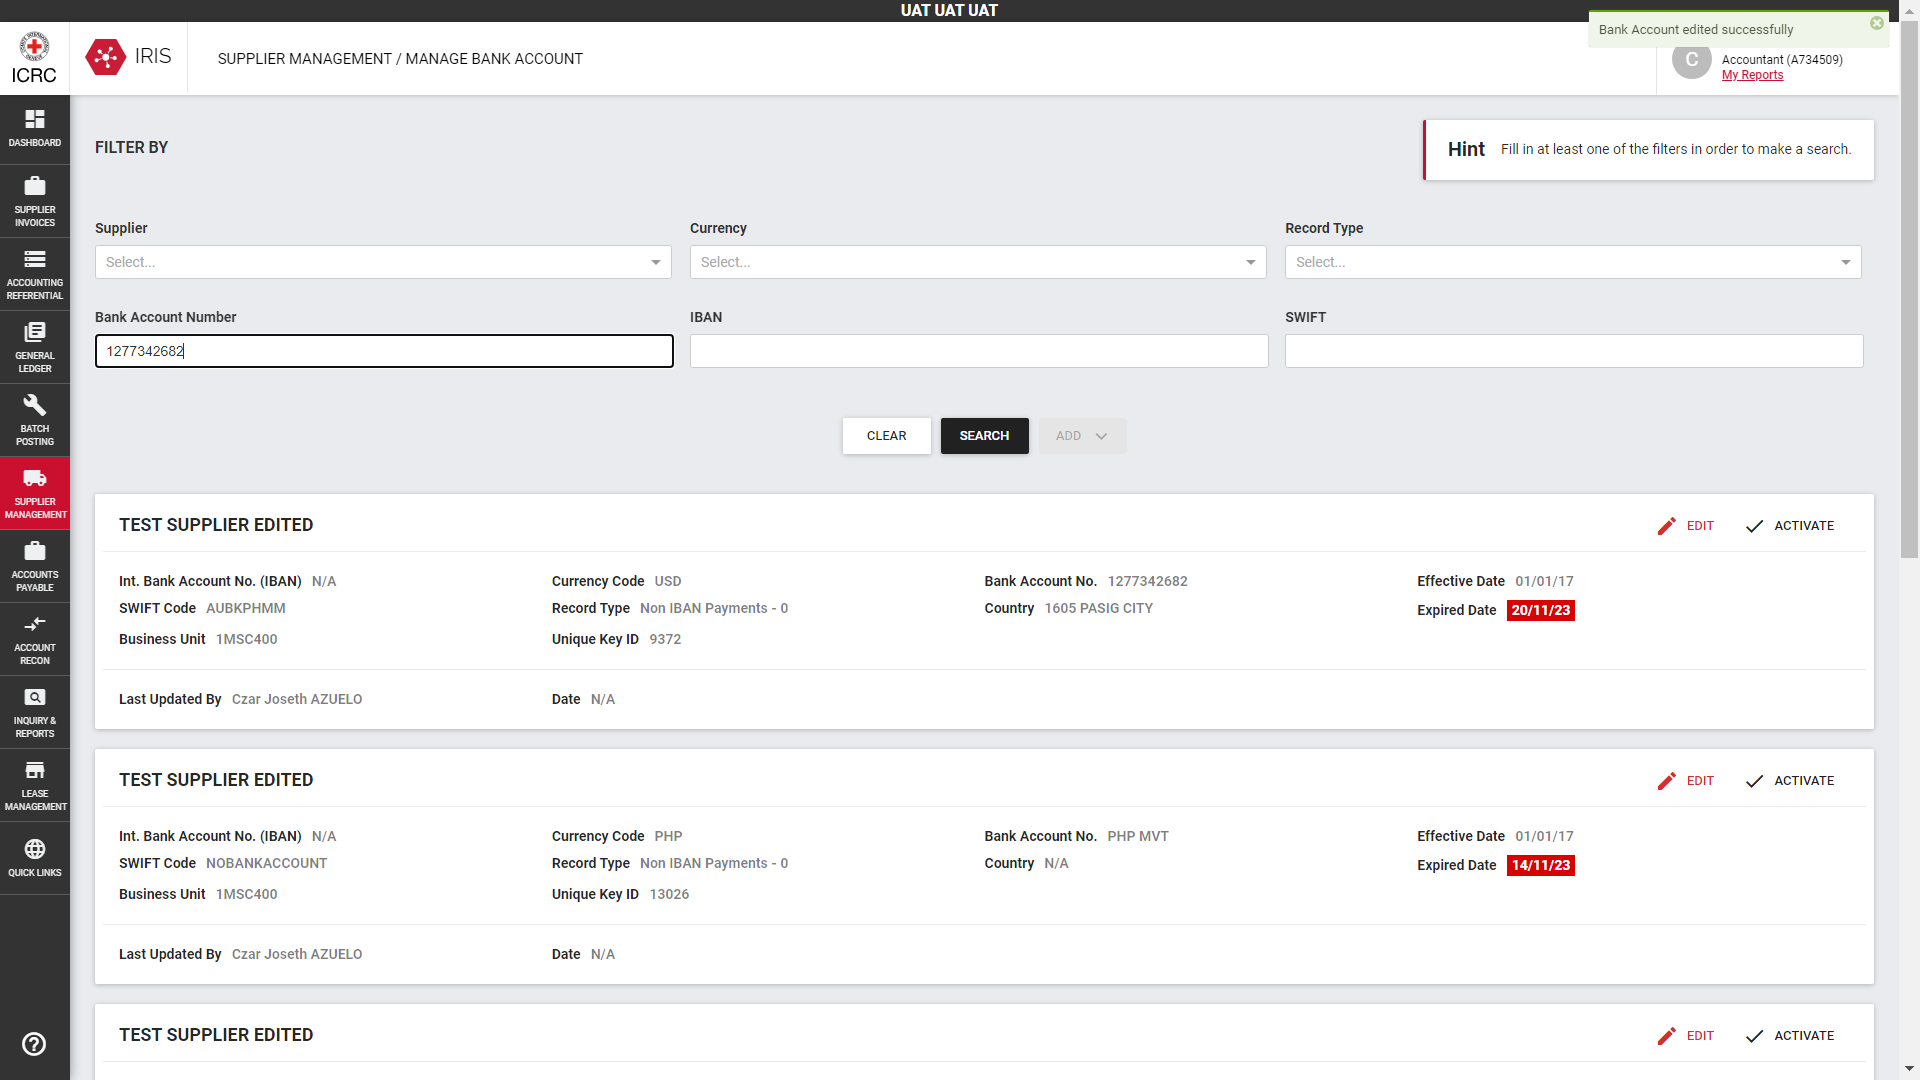 UAT UAT UAT
Bank Account edited successfully
ICRC
IRIS
SUPPLIER MANAGEMENT / MANAGE BANK ACCOUNT
C
Accountant (A734509)
My Reports
DASHBOARD
SUPPLIER
INVOICES
ACCOUNTING
REFERENTIAL
GENERAL
LEDGER
BATCH
POSTING
SUPPLIER
MANAGEMENT
ACCOUNTS
PAYABLE
ACCOUNT
RECON
INQUIRY &
REPORTS
LEASE
MANAGEMENT
QUICK LINKS
FILTER BY
Hint Fill in at least one of the filters in order to make a search.
Supplier Currency Record Type
Select... Select... Select...
Bank Account Number IBAN SWIFT
1277342682
CLEAR SEARCH ADD
TEST SUPPLIER EDITED EDIT ACTIVATE
Int. Bank Account No. (IBAN) N/A Currency Code USD Bank Account No. 1277342682 Effective Date 01/01/17
SWIFT Code AUBKPHMM Record Type Non IBAN Payments - 0 Country 1605 PASIG CITY Expired Date 20/11/23
Business Unit 1MSC400 Unique Key ID 9372
Last Updated By Czar Joseth AZUELO Date N/A
TEST SUPPLIER EDITED EDIT ACTIVATE
Int. Bank Account No. (IBAN) N/A Currency Code PHP Bank Account No. PHP MVT Effective Date 01/01/17
SWIFT Code NOBANKACCOUNT Record Type Non IBAN Payments - 0 Country N/A Expired Date 14/11/23
Business Unit 1MSC400 Unique Key ID 13026
Last Updated By Czar Joseth AZUELO Date N/A
TEST SUPPLIER EDITED EDIT ACTIVATE